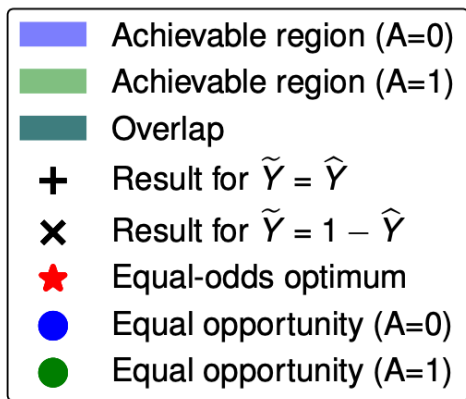 Achievable region (A=0)
Achievable region (A=1)
Overlap
Result for Ỹ = Ŷ
Result for Ỹ = 1 − Ŷ
Equal-odds optimum
Equal opportunity (A=0)
Equal opportunity (A=1)